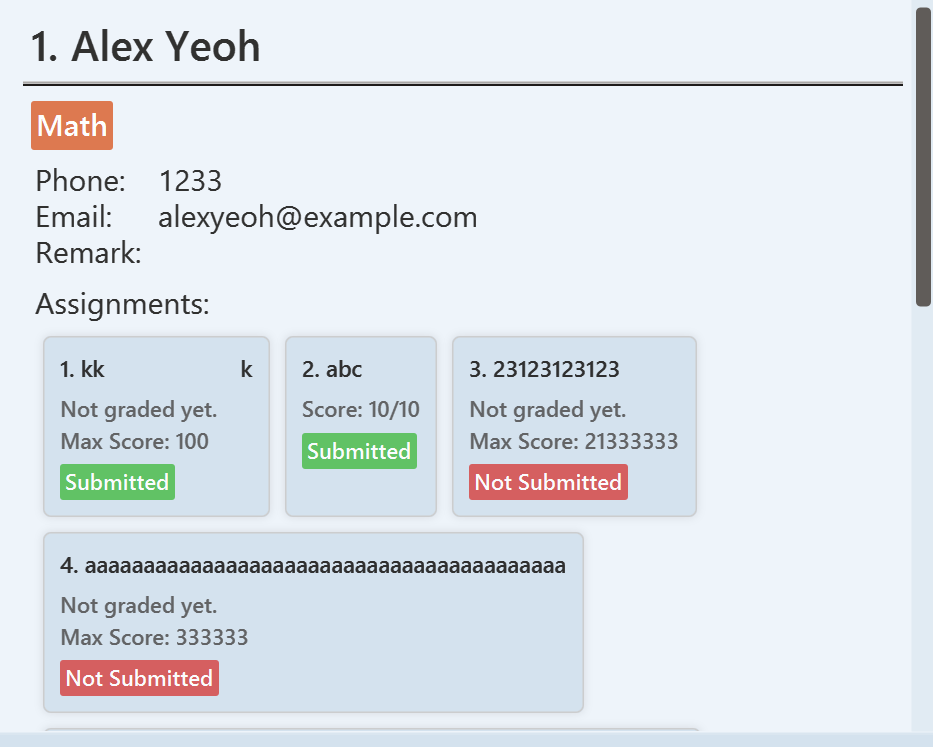 1. Alex Yeoh
Math
Phone: 1233
Email: alexyeoh@example.com
Remark:
Assignments:
1. kk k
Not graded yet.
Max Score: 100
Submitted
2. abc
Score: 10/10
Submitted
3. 23123123123
Not graded yet.
Max Score: 21333333
Not Submitted
4. aaaaaaaaaaaaaaaaaaaaaaaaaaaaaaaaaaaaaaaaa
Not graded yet.
Max Score: 333333
Not Submitted